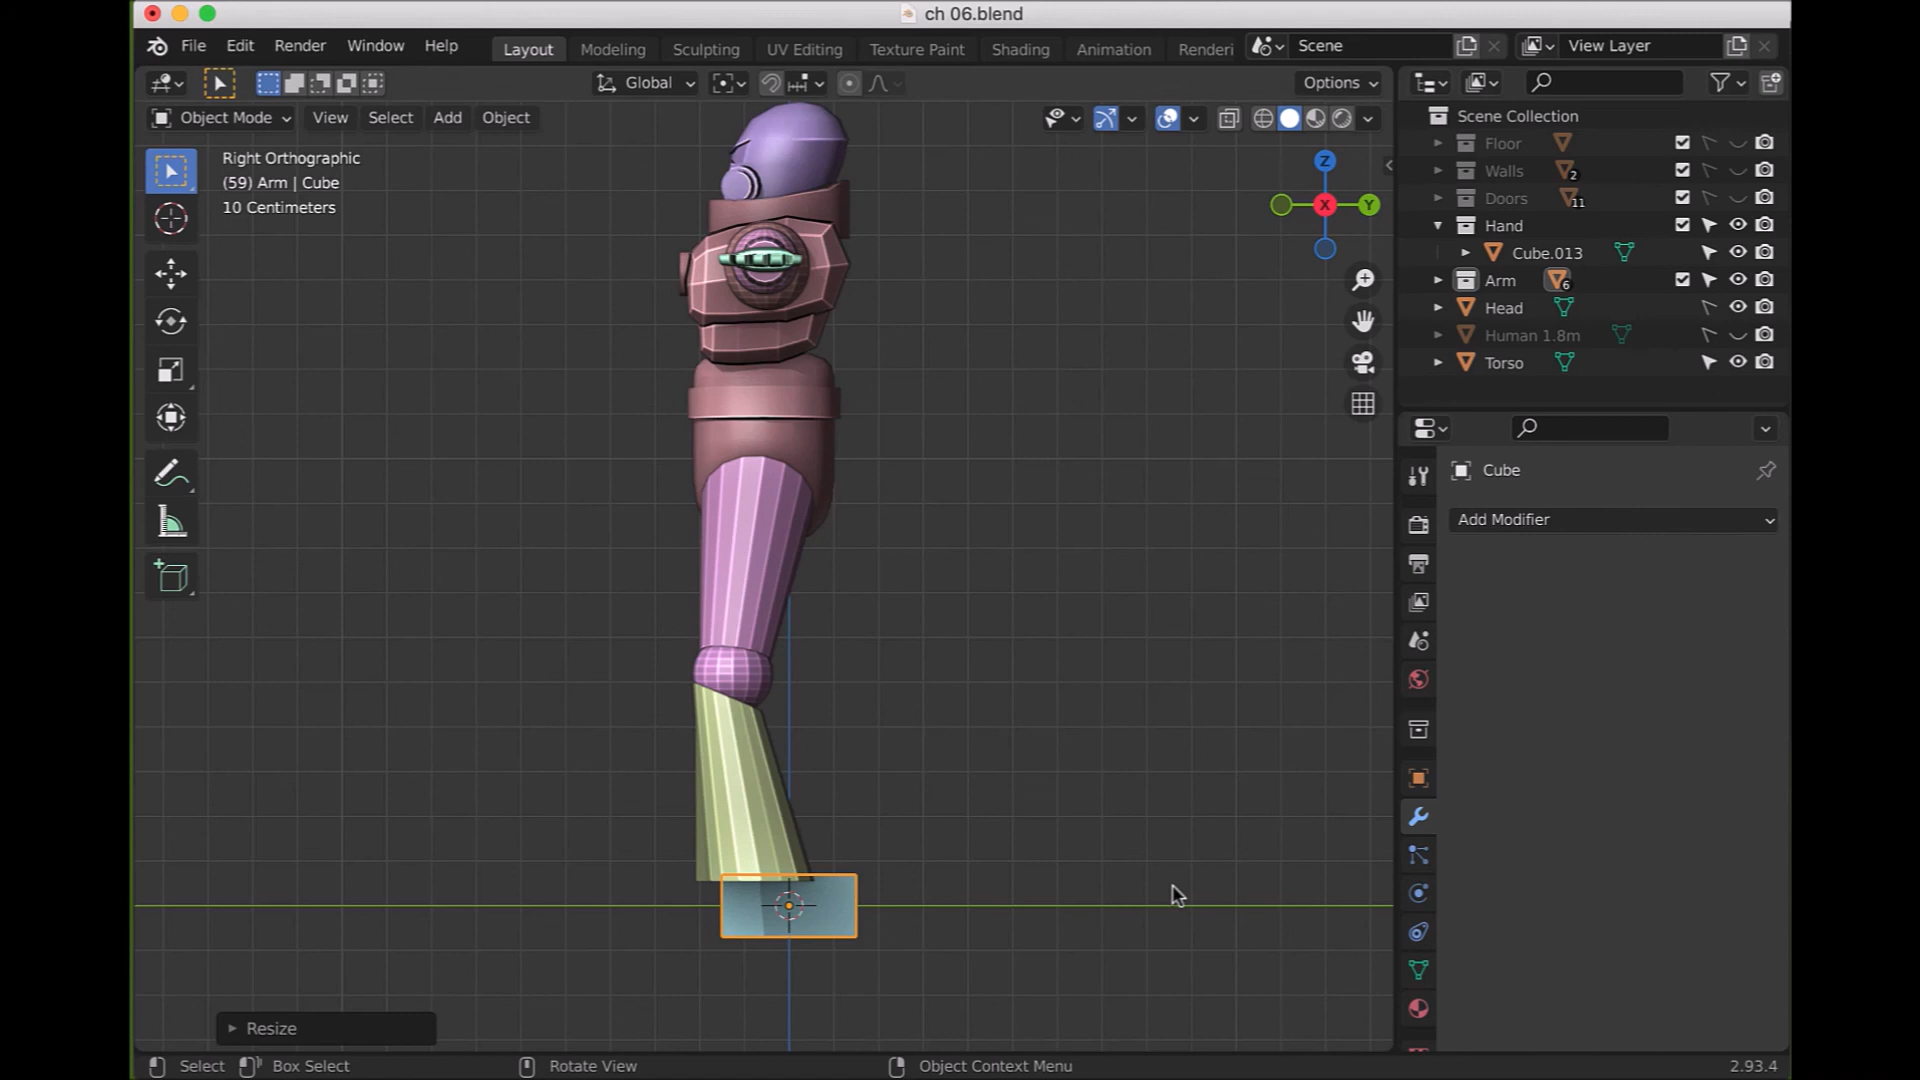 ch 06.blend
File Edit Render Window Help Layout Modeling Sculpting UV Editing Texture Paint Shading Animation Renderi Scene View Layer
Global Options
Object Mode View Select Add Object
Right Orthographic
(59) Arm | Cube
10 Centimeters
Z
X
Y
Scene Collection
Floor
Walls 2
Doors 11
Hand
Cube.013
Arm 6
Head
Human 1.8m
Torso
Cube
Add Modifier
Resize
Select Box Select Rotate View Object Context Menu 2.93.4